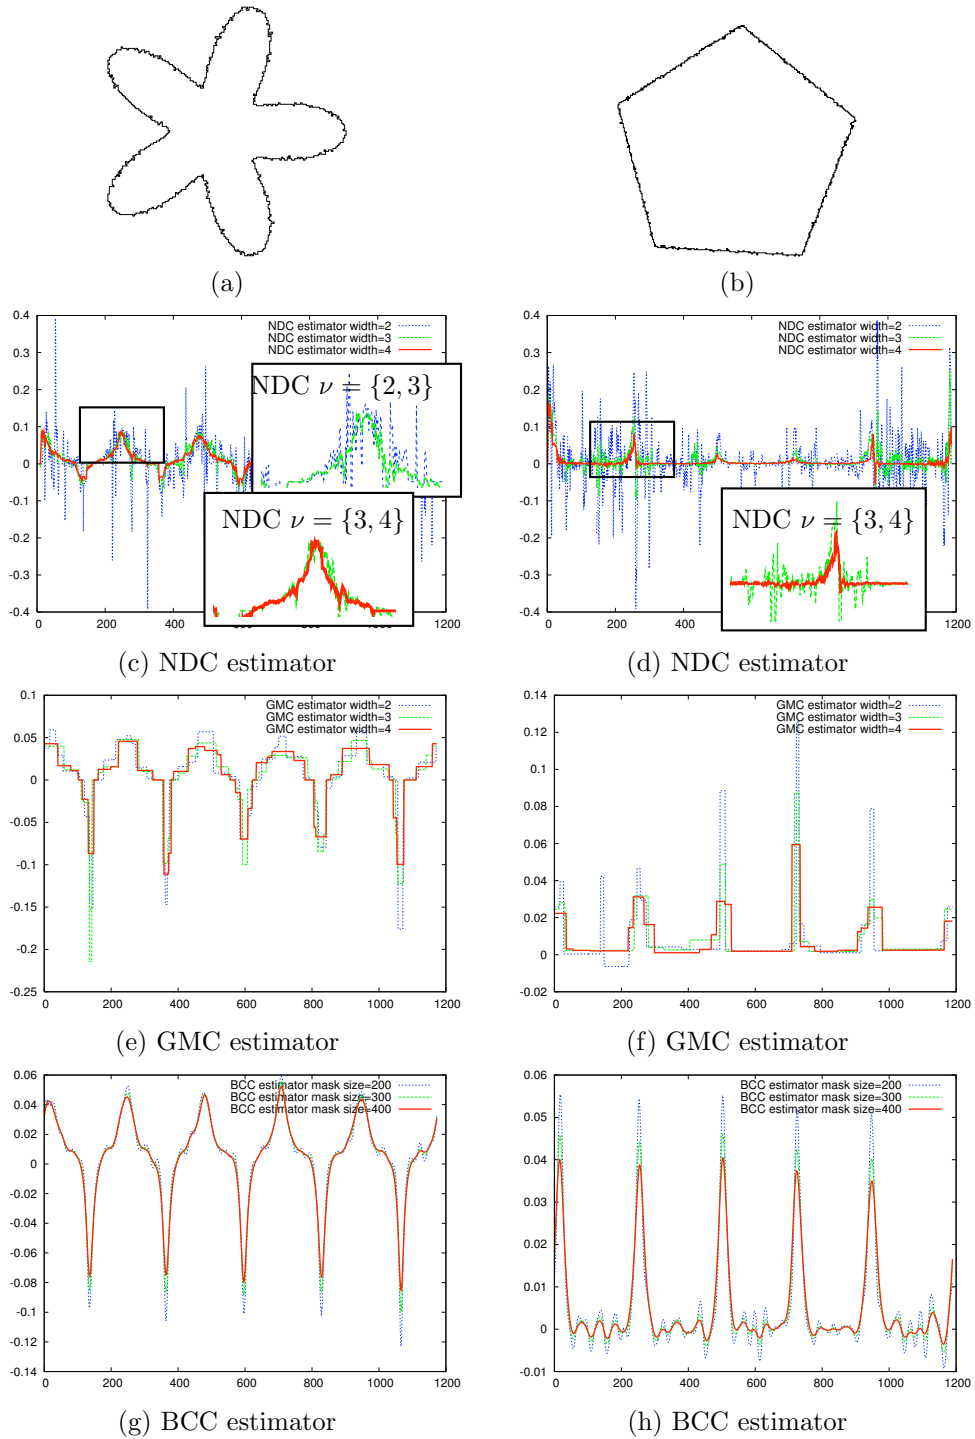 (a)
(b)
0.4
0.3
0.2
0.1
0
-0.1
-0.2
-0.3
-0.4
0
200
400
1000
1200
NDC estimator width=2
NDC estimator width=3
NDC estimator width=4
NDC ν = {2, 3}
NDC ν = {3, 4}
(c) NDC estimator
0.4
0.3
0.2
0.1
0
-0.1
-0.2
-0.3
-0.4
0
200
400
1200
NDC estimator width=2
NDC estimator width=3
NDC estimator width=4
NDC ν = {3, 4}
(d) NDC estimator
0.1
0.05
0
-0.05
-0.1
-0.15
-0.2
-0.25
0 200 400 600 800 1000 1200
GMC estimator width=2
GMC estimator width=3
GMC estimator width=4
(e) GMC estimator
0.14
0.12
0.1
0.08
0.06
0.04
0.02
0
-0.02
0 200 400 600 800 1000 1200
GMC estimator width=2
GMC estimator width=3
GMC estimator width=4
(f) GMC estimator
0.06
0.04
0.02
0
-0.02
-0.04
-0.06
-0.08
-0.1
-0.12
-0.14
0 200 400 600 800 1000 1200
BCC estimator mask size=200
BCC estimator mask size=300
BCC estimator mask size=400
(g) BCC estimator
0.06
0.05
0.04
0.03
0.02
0.01
0
-0.01
0 200 400 600 800 1000 1200
BCC estimator mask size=200
BCC estimator mask size=300
BCC estimator mask size=400
(h) BCC estimator